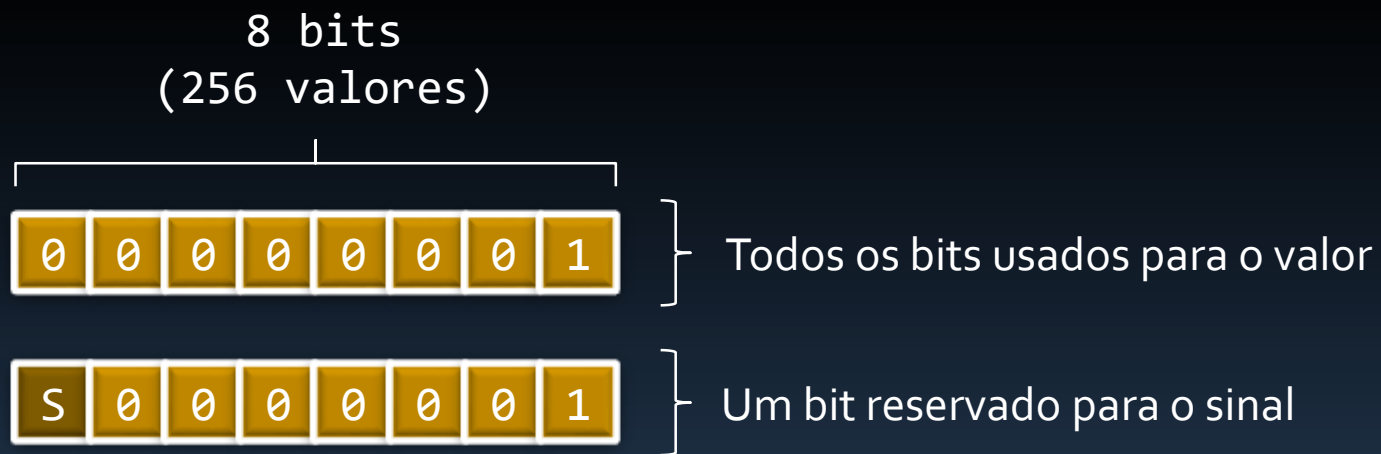 8 bits
(256 valores)
0 0 0 0 0 0 0 1 Todos os bits usados para o valor
S 0 0 0 0 0 0 1 Um bit reservado para o sinal